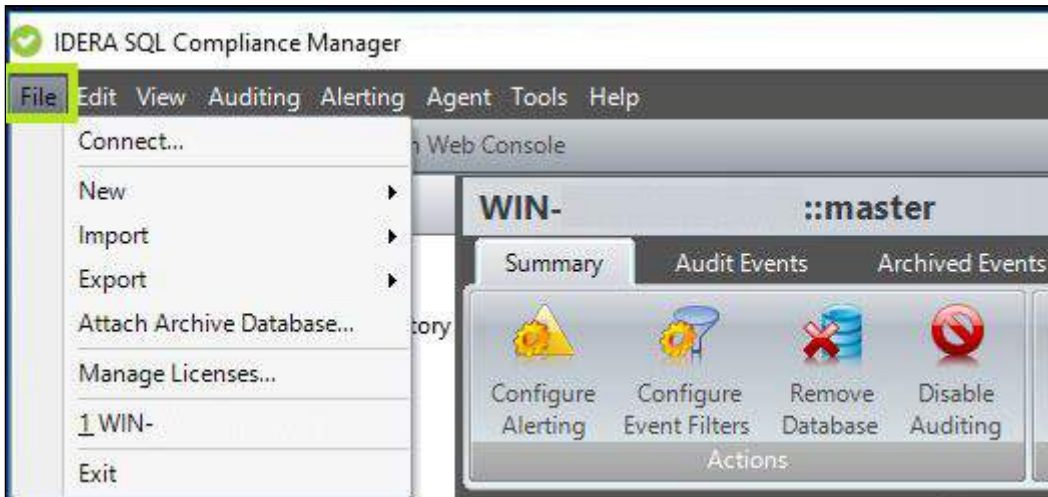 IDERA SQL Compliance Manager
File Edit View Auditing Alerting Agent Tools Help
Connect...
Web Console
New
Import
Export
Attach Archive Database...
tory
Manage Licenses...
1 WIN-
Exit
WIN- ::master
Summary Audit Events Archived Events
Configure Alerting
Configure Event Filters
Remove Database
Disable Auditing
Actions